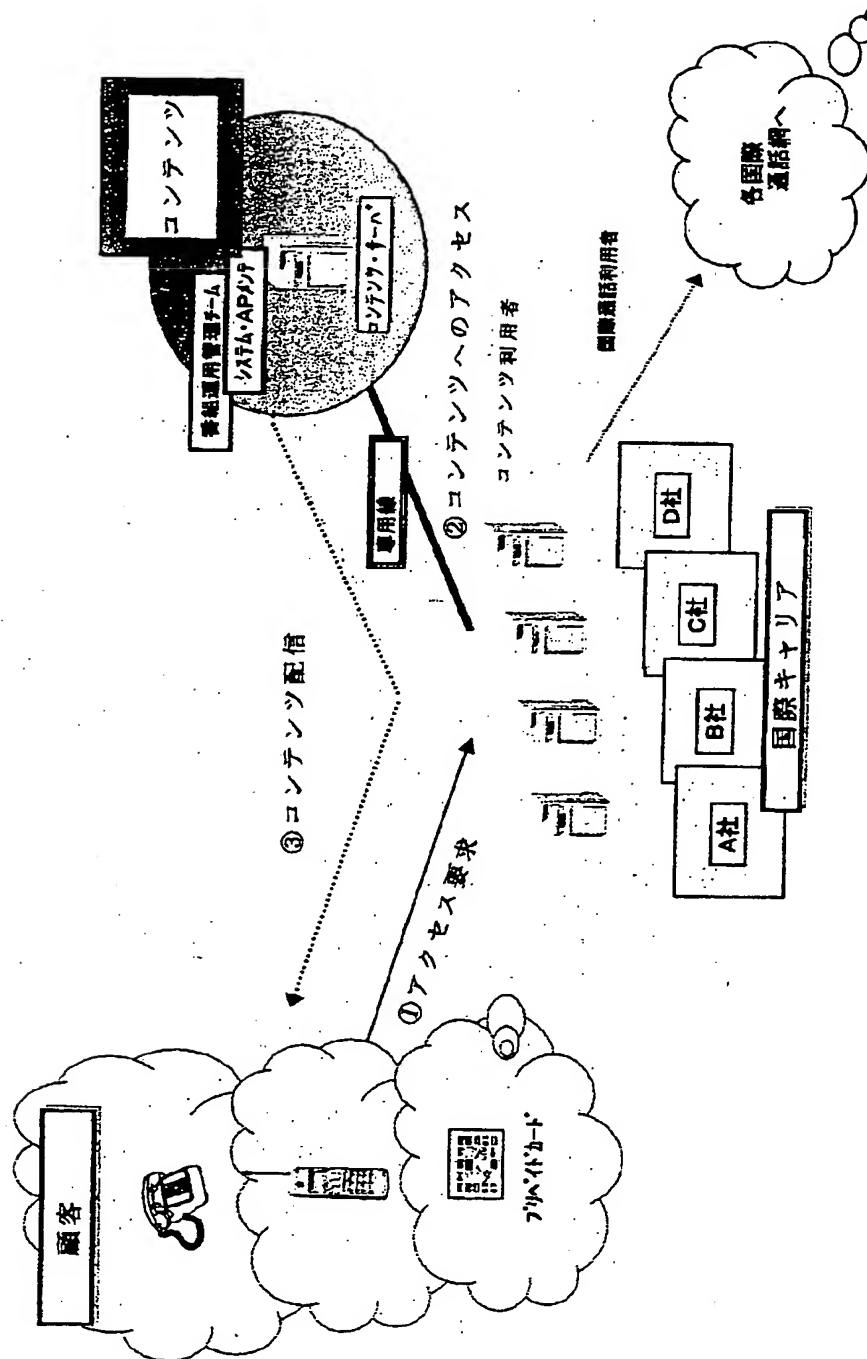 顧客
プリペイドカード
①アクセス要求
③コンテンツ配信
コンテンツ
番組運用管理チーム
システム・APメンテ
コンテンツ・サーバ
専用線
②コンテンツへのアクセス
コンテンツ利用者
国際通話利用者
A社
B社
C社
D社
国際キャリア
各国際
通話網へ